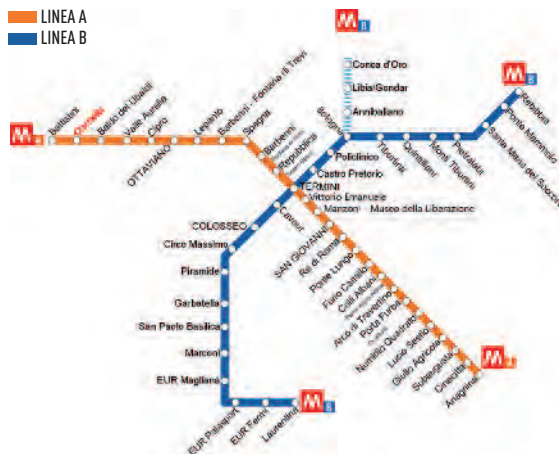 LINEA A
LINEA B
M
B
Conca d'Oro
Libia/Gondar
Annibaliano
Bologna
M
B
Rebibbia
Ponte Mammolo
Santa Maria del Soccorso
Pietralata
Monti Tiburtini
Quintiliani
Tiburtina
Policlinico
Castro Pretorio
TERMINI
M
Battistini
Cornelia
Baldo degli Ubaldi
Valle Aurelia
Cipro
OTTAVIANO
Lepanto
Barberini - Fontana di Trevi
Spagna
Barberini
Repubblica
Vittorio Emanuele
Manzoni - Museo della Liberazione
SAN GIOVANNI
Re di Roma
Ponte Lungo
Furio Camillo
Colli Albani
Arco di Travertino
Porta Furba
Numidio Quadrato
Lucio Sestio
Giulio Agricola
Subaugusta
Cinecittà
Anagnina
M
Cavour
COLOSSEO
Circo Massimo
Piramide
Garbatella
San Paolo Basilica
Marconi
EUR Magliana
EUR Palasport
EUR Fermi
Laurentina
M
B